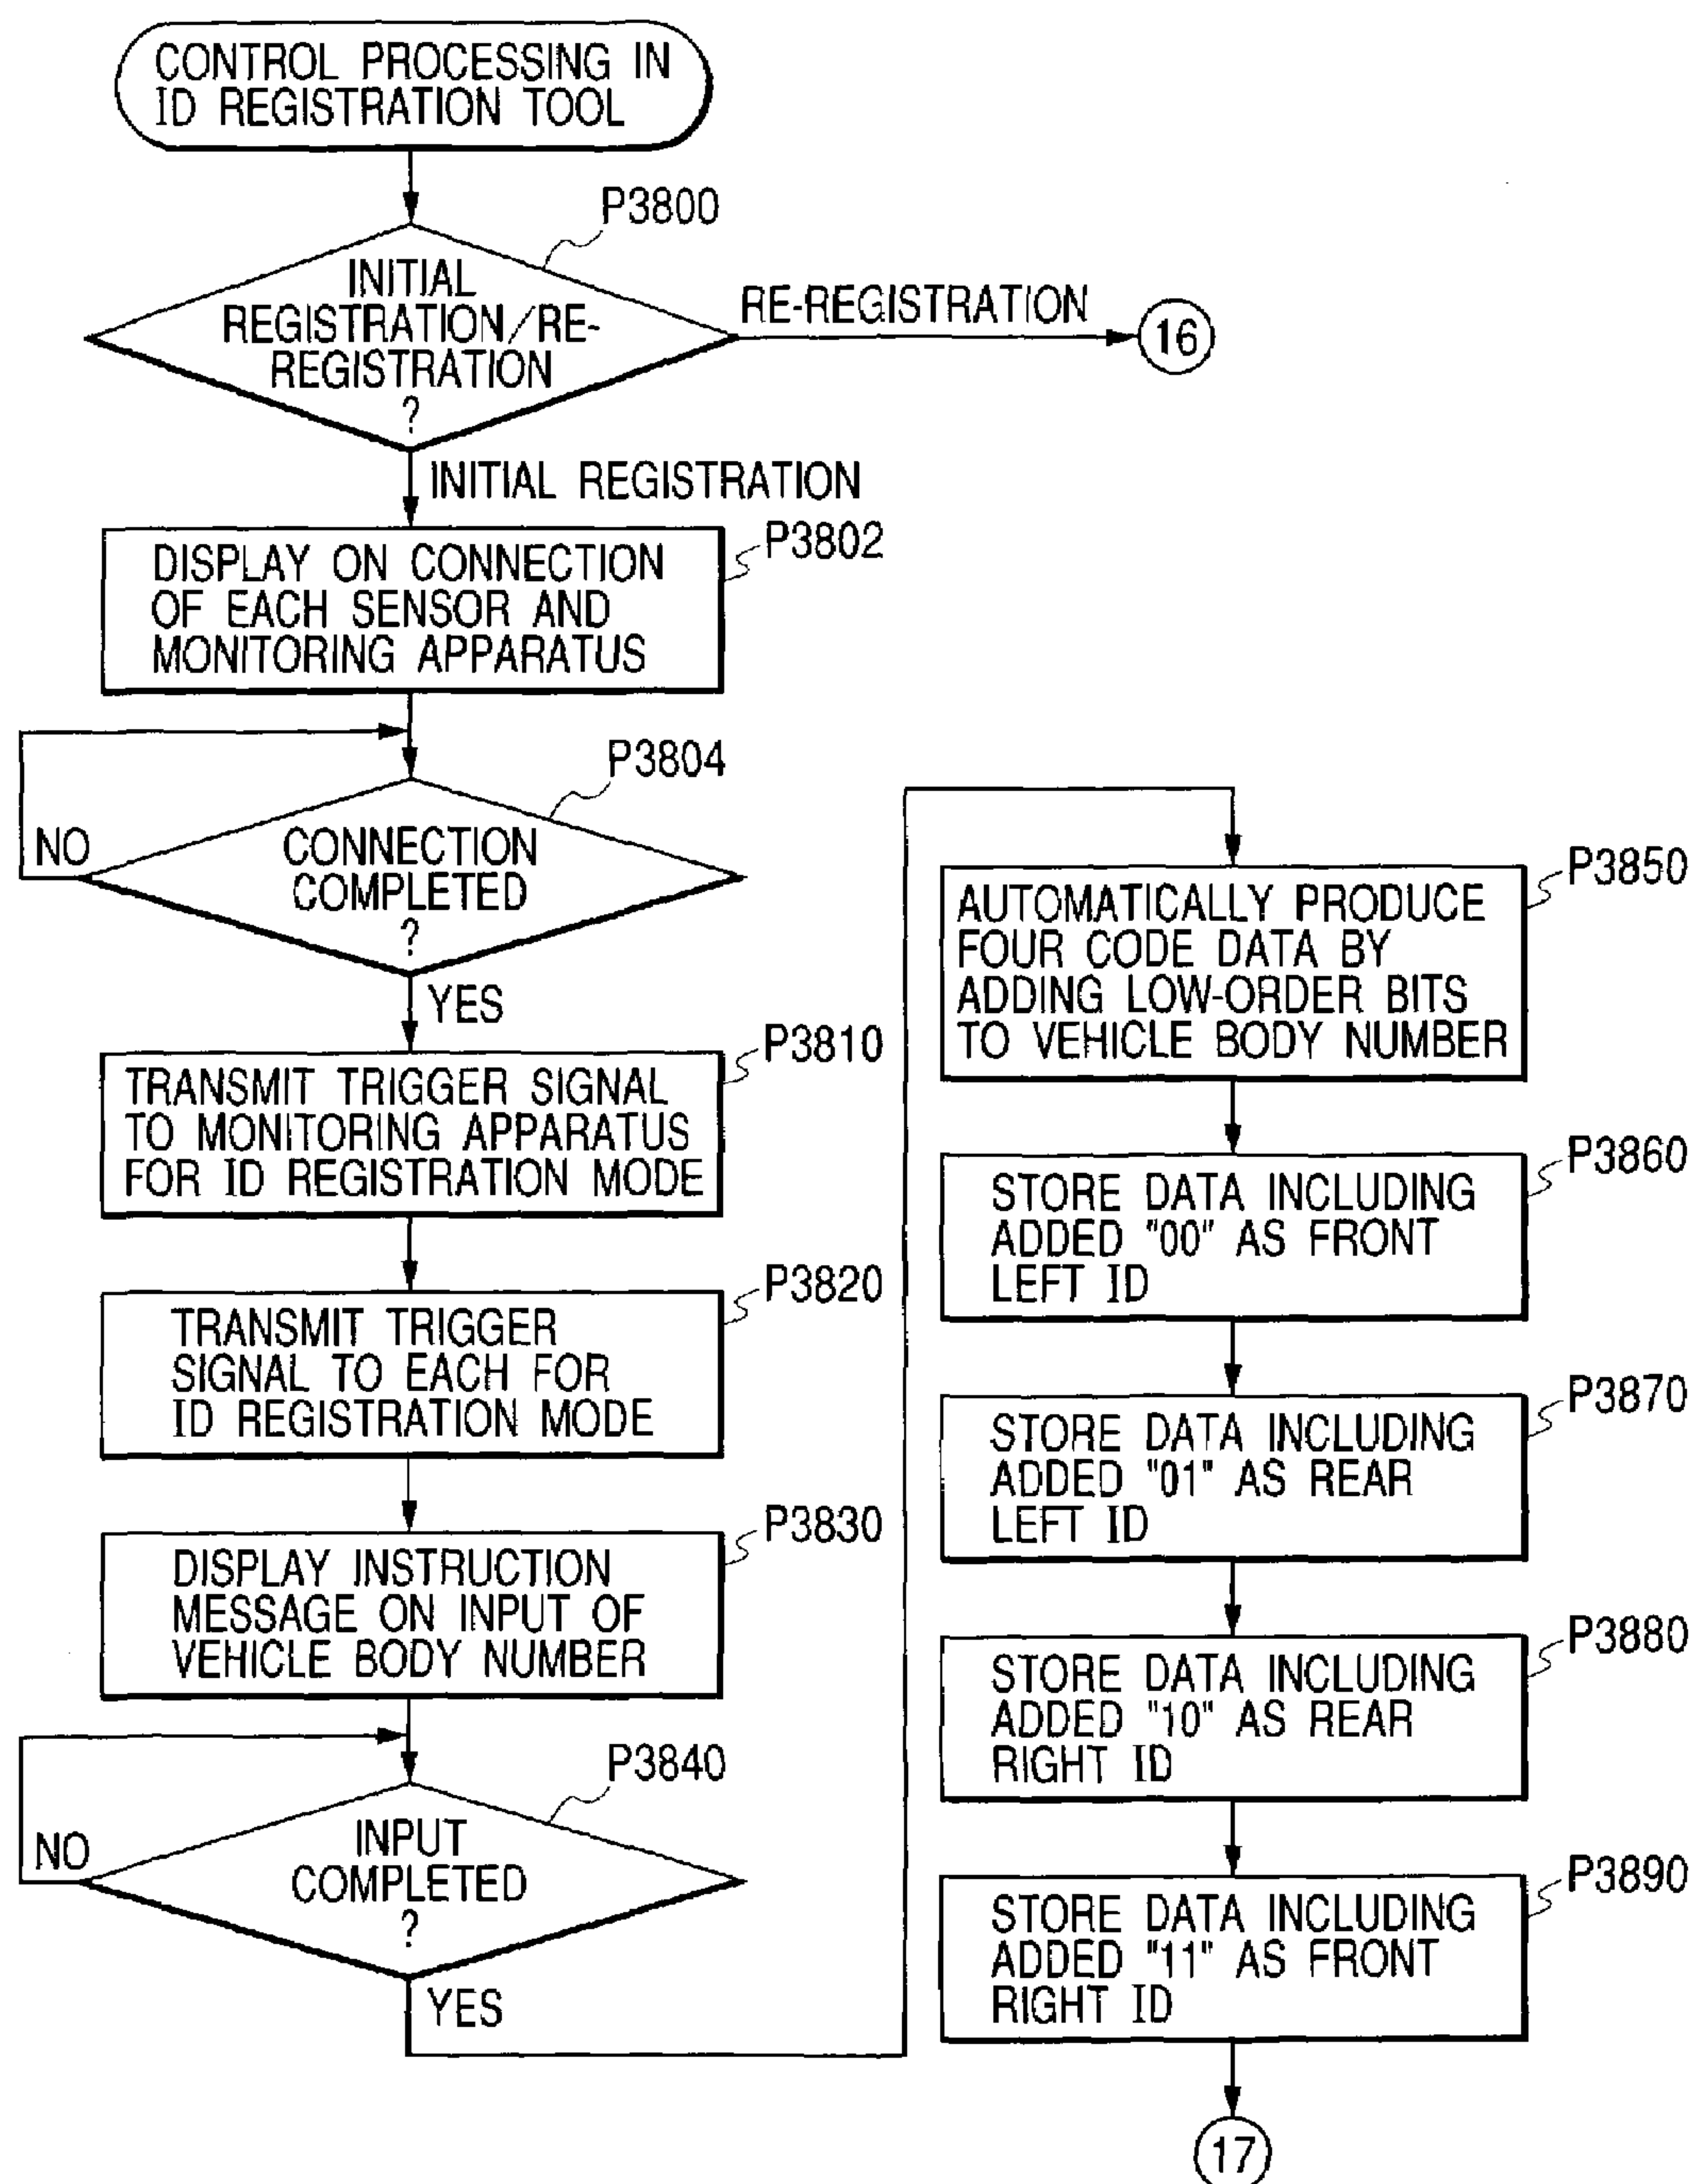 CONTROL PROCESSING IN
ID REGISTRATION TOOL
P3800
INITIAL
REGISTRATION/RE-
REGISTRATION
?
RE-REGISTRATION
16
INITIAL REGISTRATION
P3802
DISPLAY ON CONNECTION
OF EACH SENSOR AND
MONITORING APPARATUS
P3804
NO
CONNECTION
COMPLETED
?
YES
P3810
TRANSMIT TRIGGER SIGNAL
TO MONITORING APPARATUS
FOR ID REGISTRATION MODE
P3820
TRANSMIT TRIGGER
SIGNAL TO EACH FOR
ID REGISTRATION MODE
P3830
DISPLAY INSTRUCTION
MESSAGE ON INPUT OF
VEHICLE BODY NUMBER
P3840
NO
INPUT
COMPLETED
?
YES
P3850
AUTOMATICALLY PRODUCE
FOUR CODE DATA BY
ADDING LOW-ORDER BITS
TO VEHICLE BODY NUMBER
P3860
STORE DATA INCLUDING
ADDED "00" AS FRONT
LEFT ID
P3870
STORE DATA INCLUDING
ADDED "01" AS REAR
LEFT ID
P3880
STORE DATA INCLUDING
ADDED "10" AS REAR
RIGHT ID
P3890
STORE DATA INCLUDING
ADDED "11" AS FRONT
RIGHT ID
17